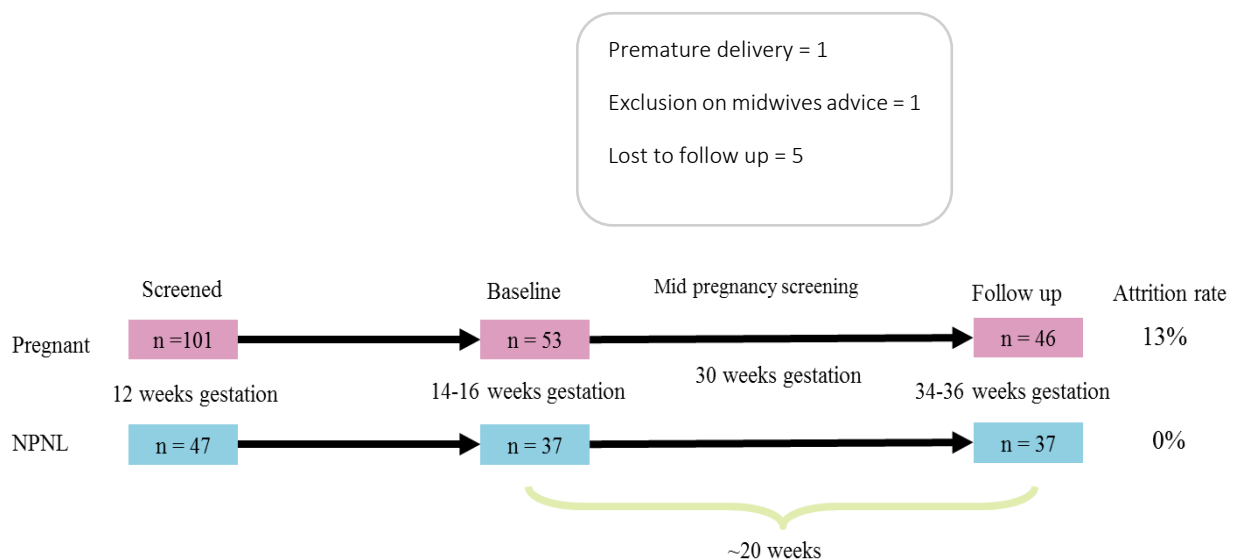 Premature delivery = 1
Exclusion on midwives advice = 1
Lost to follow up = 5
Screened
Baseline
Mid pregnancy screening
Follow up
Attrition rate
Pregnant
n =101
n = 53
n = 46
13%
12 weeks gestation
14-16 weeks gestation
30 weeks gestation
34-36 weeks gestation
NPNL
n = 47
n = 37
n = 37
0%
~20 weeks